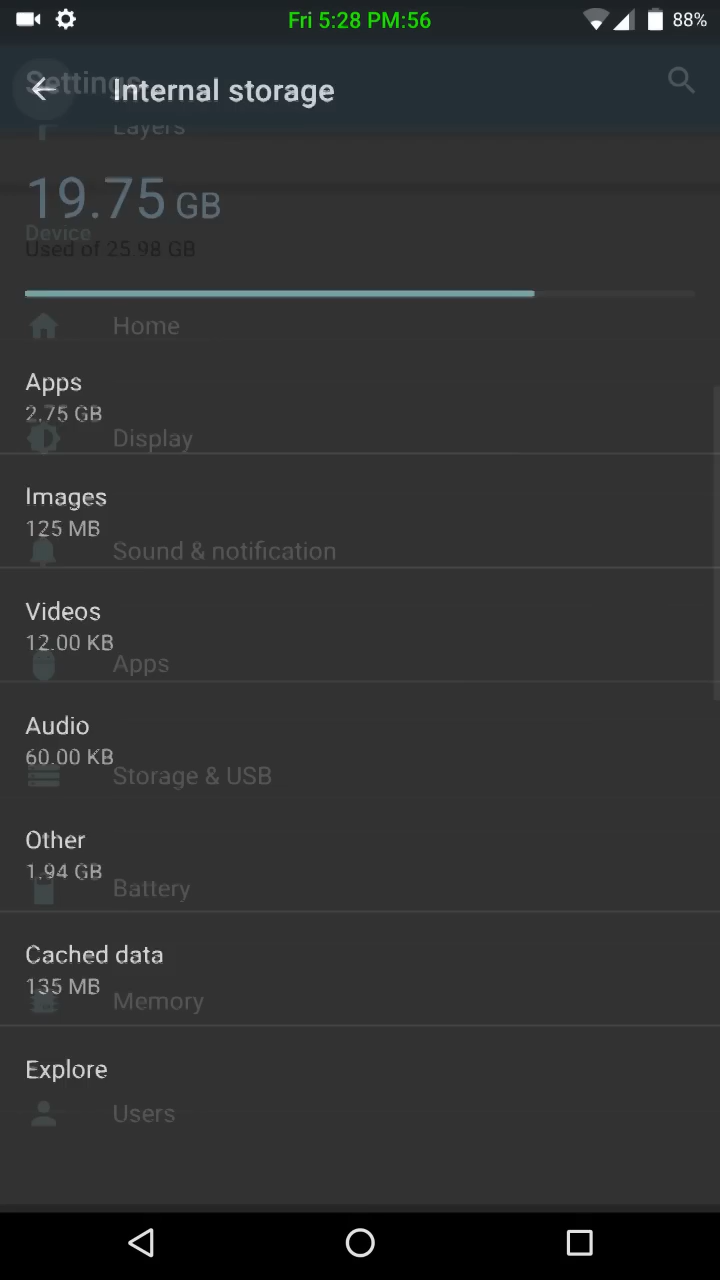 Fri 5:28 PM:56
88%
Settings
Internal storage
Layers
19.75 GB
Device
Used of 25.98 GB
Home
Apps
2.75 GB
Display
Images
125 MB
Sound & notification
Videos
12.00 KB
Apps
Audio
60.00 KB
Storage & USB
Other
1.94 GB
Battery
Cached data
135 MB
Memory
Explore
Users